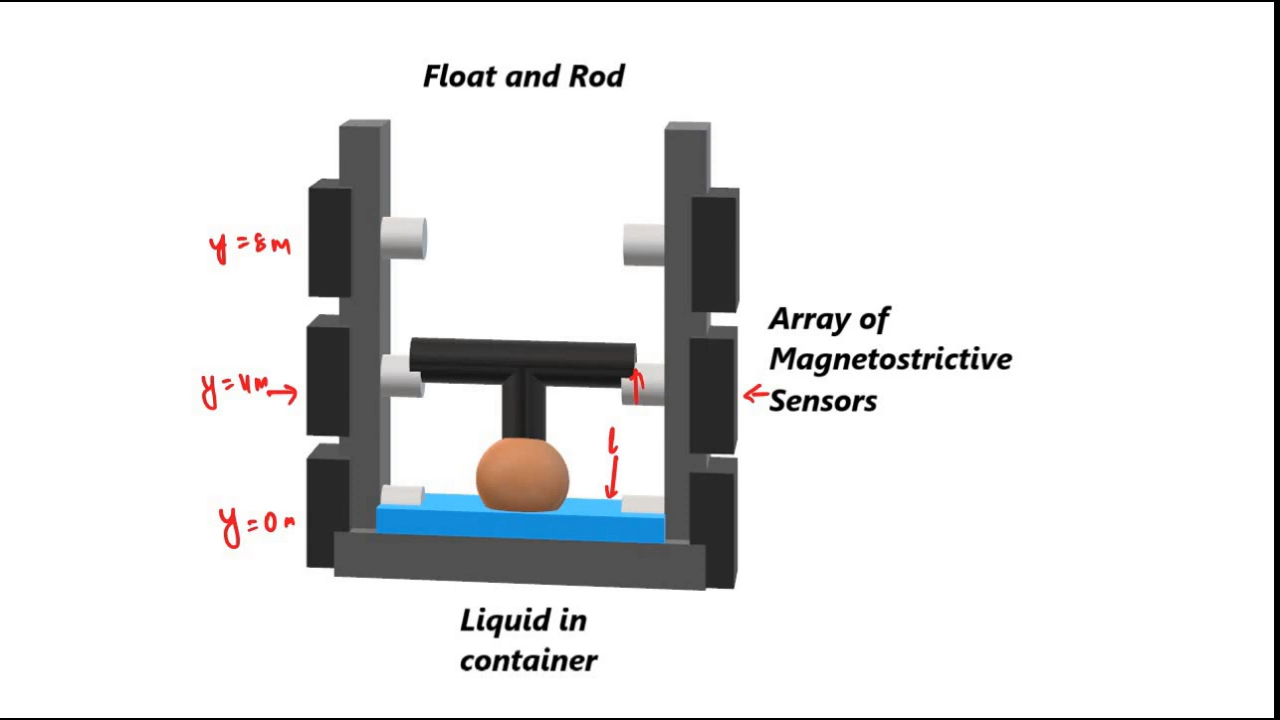 Float and Rod
y = 8m
Array of
Magnetostrictive
Sensors
y = 4m
l
y = 0m
Liquid in
container